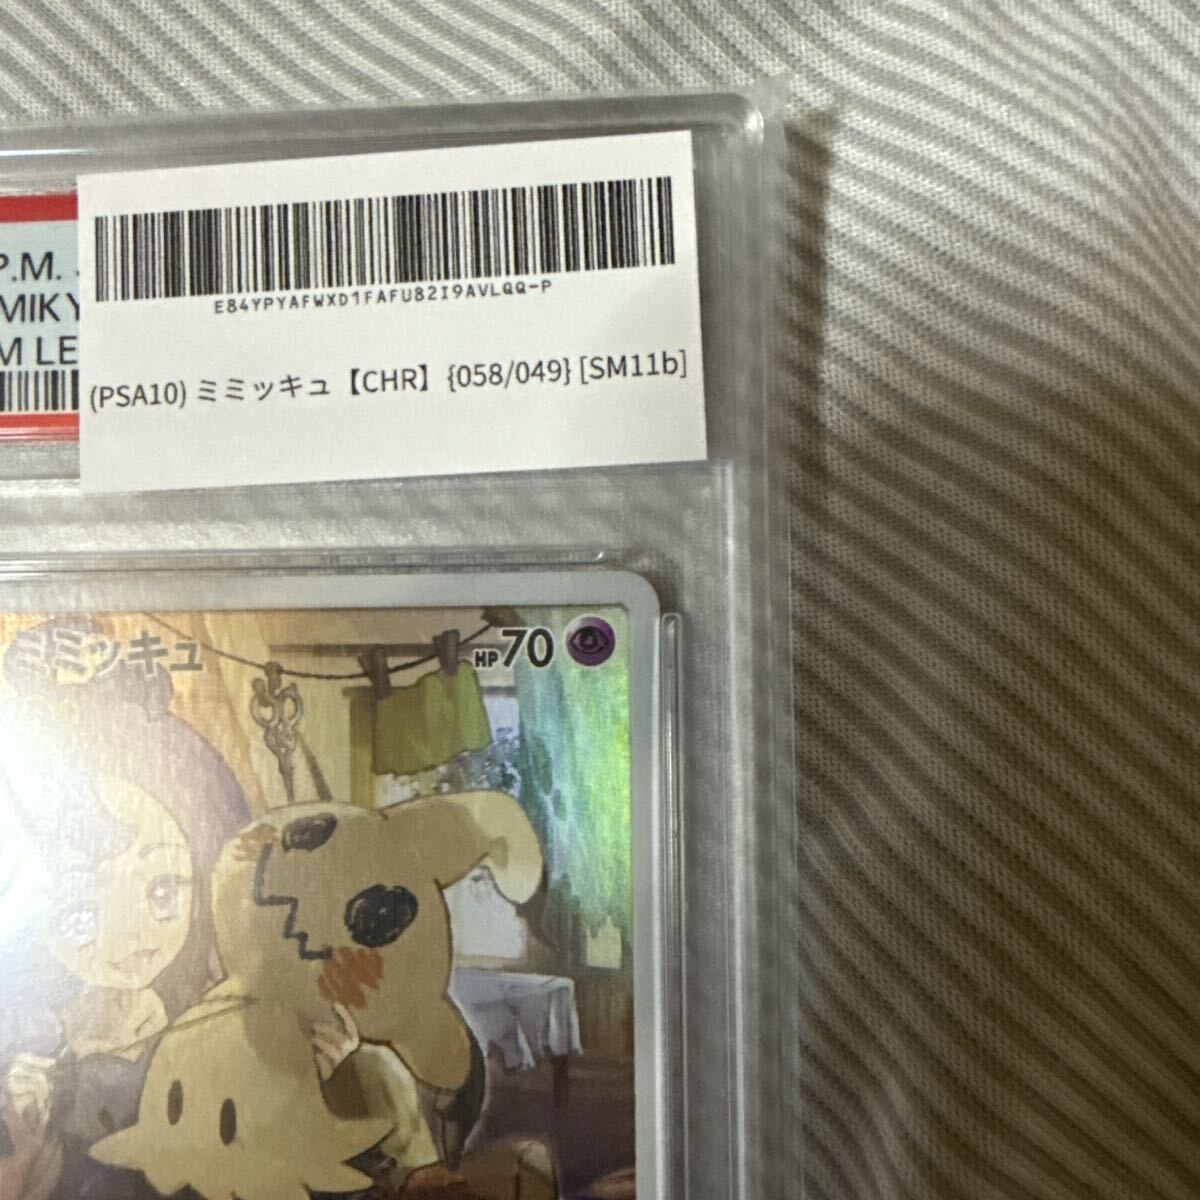 P.M.
MIKY
M LE
E84YPYAFWXD1FAFU82I9AVLQQ-P
(PSA10) ミミッキュ【CHR】{058/049} [SM11b]
ミミッキュ HP70